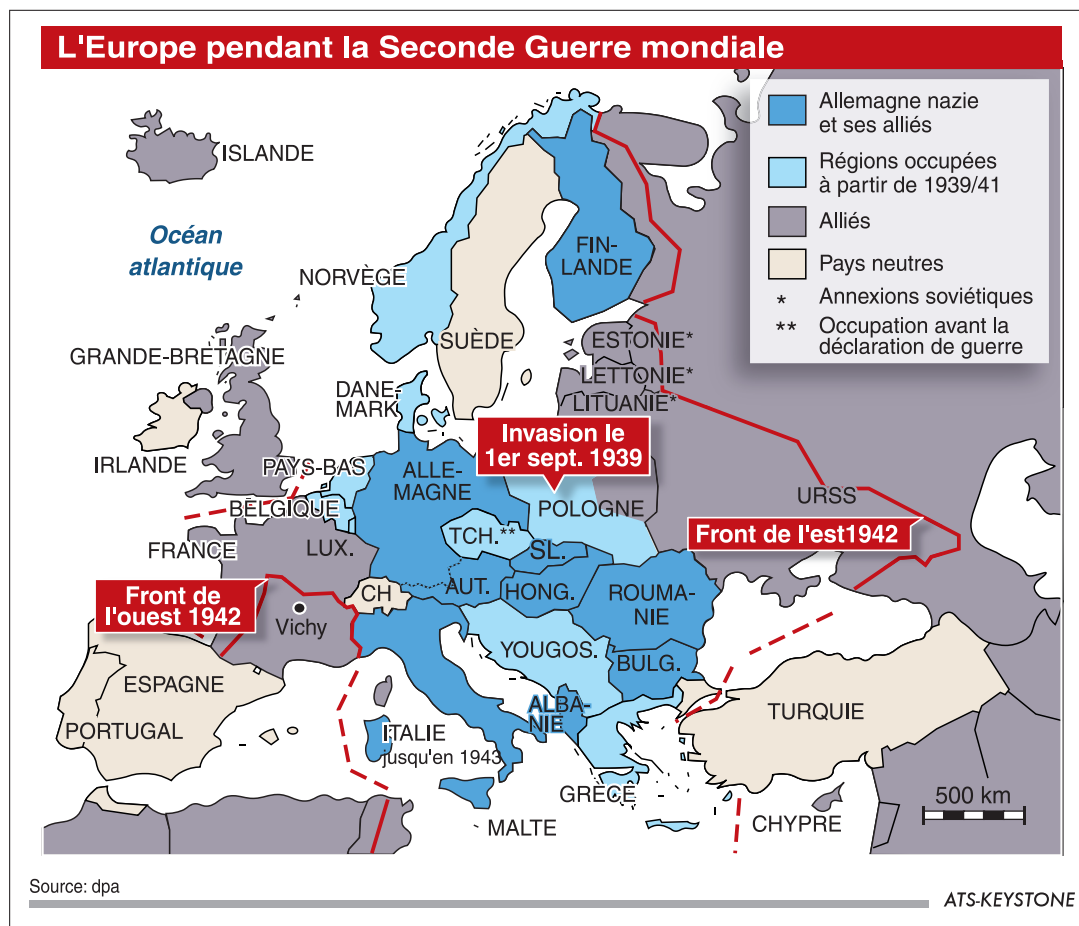 L'Europe pendant la Seconde Guerre mondiale
Allemagne nazie
et ses alliés
Régions occupées
à partir de 1939/41
Alliés
Pays neutres
* Annexions soviétiques
** Occupation avant la
déclaration de guerre
ISLANDE
Océan
atlantique
NORVÈGE
FIN-
LANDE
SUÈDE
ESTONIE*
LETTONIE*
LITUANIE*
GRANDE-BRETAGNE
IRLANDE
DANE-
MARK
Invasion le
1er sept. 1939
PAYS-BAS
ALLE-
MAGNE
BELGIQUE
POLOGNE
URSS
FRANCE
LUX.
TCH.**
SL.
Front de l'est1942
Front de
l'ouest 1942
Vichy
CH
AUT.
HONG.
ROUMA-
NIE
YOUGOS.
BULG.
ESPAGNE
PORTUGAL
ALBA-
NIE
ITALIE
jusqu'en 1943
TURQUIE
GRÈCE
MALTE
CHYPRE
500 km
Source: dpa
ATS-KEYSTONE